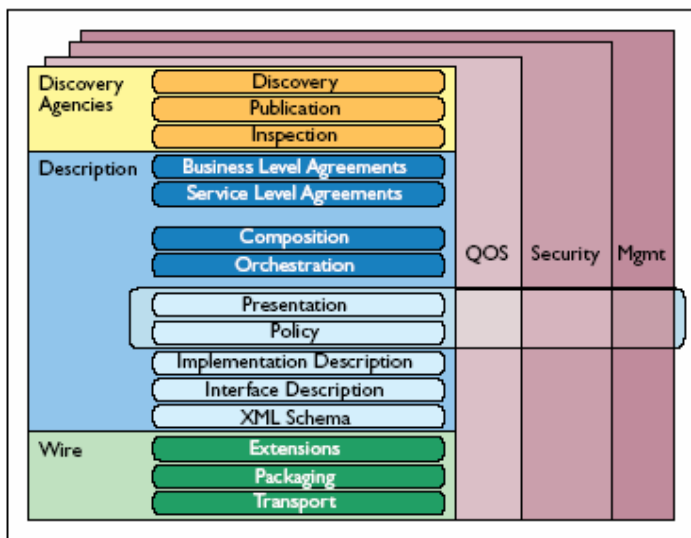 Discovery
Agencies
Discovery
Publication
Inspection
Description
Business Level Agreements
Service Level Agreements
Composition
Orchestration
QOS
Security
Mgmt
Presentation
Policy
Implementation Description
Interface Description
XML Schema
Wire
Extensions
Packaging
Transport